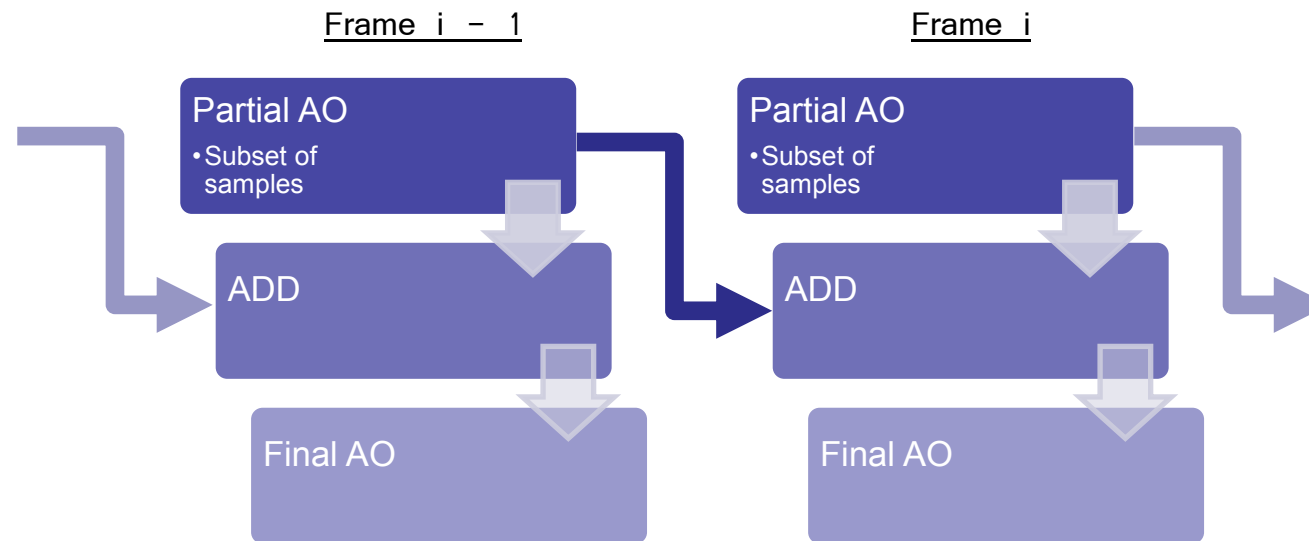 Frame i - 1
Partial AO
•Subset of
samples
ADD
Final AO
Frame i
Partial AO
•Subset of
samples
ADD
Final AO